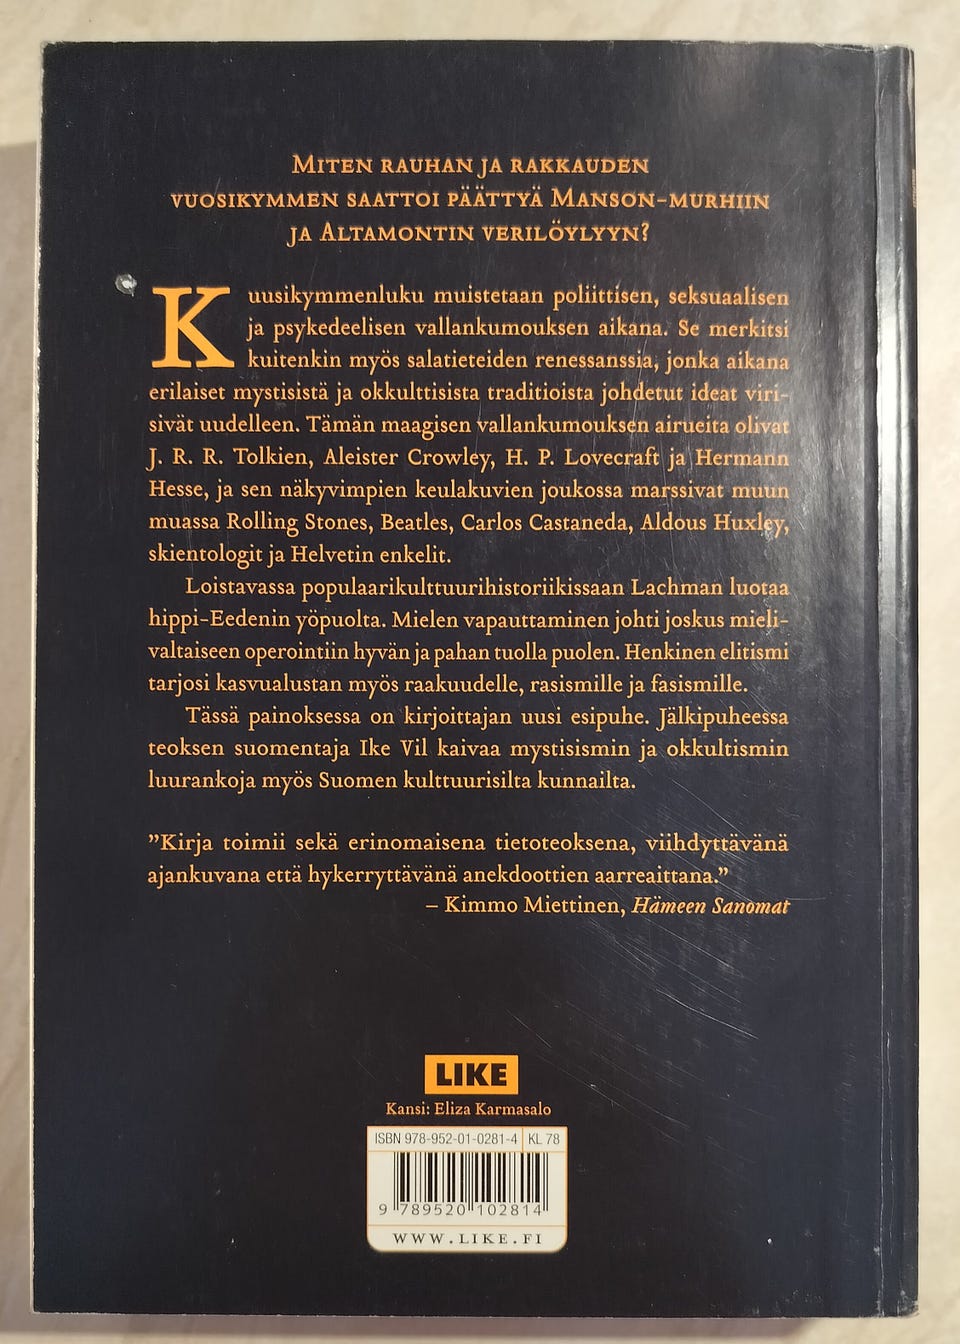 Miten rauhan ja rakkauden
vuosikymmen saattoi päättyä Manson-murhiin
ja Altamontin verilöylyyn?
Kuusikymmenluku muistetaan poliittisen, seksuaalisen
ja psykedeelisen vallankumouksen aikana. Se merkitsi
kuitenkin myös salatieteiden renessanssia, jonka aikana
erilaiset mystisistä ja okkulttisista traditioista johdetut ideat viri-
sivät uudelleen. Tämän maagisen vallankumouksen airueita olivat
J. R. R. Tolkien, Aleister Crowley, H. P. Lovecraft ja Hermann
Hesse, ja sen näkyvimpien keulakuvien joukossa marssivat muun
muassa Rolling Stones, Beatles, Carlos Castaneda, Aldous Huxley,
skientologit ja Helvetin enkelit.
Loistavassa populaarikulttuurihistoriikissaan Lachman luotaa
hippi-Eedenin yöpuolta. Mielen vapauttaminen johti joskus mieli-
valtaiseen operointiin hyvän ja pahan tuolla puolen. Henkinen elitismi
tarjosi kasvualustan myös raakuudelle, rasismille ja fasismille.
Tässä painoksessa on kirjoittajan uusi esipuhe. Jälkipuheessa
teoksen suomentaja Ike Vil kaivaa mystisismin ja okkultismin
luurankoja myös Suomen kulttuurisilta kunnailta.
”Kirja toimii sekä erinomaisena tietoteoksena, viihdyttävänä
ajankuvana että hykerryttävänä anekdoottien aarreaittana.”
– Kimmo Miettinen, Hämeen Sanomat
LIKE
Kansi: Eliza Karmasalo
ISBN 978-952-01-0281-4 KL 78
9 789520 102814
WWW.LIKE.FI